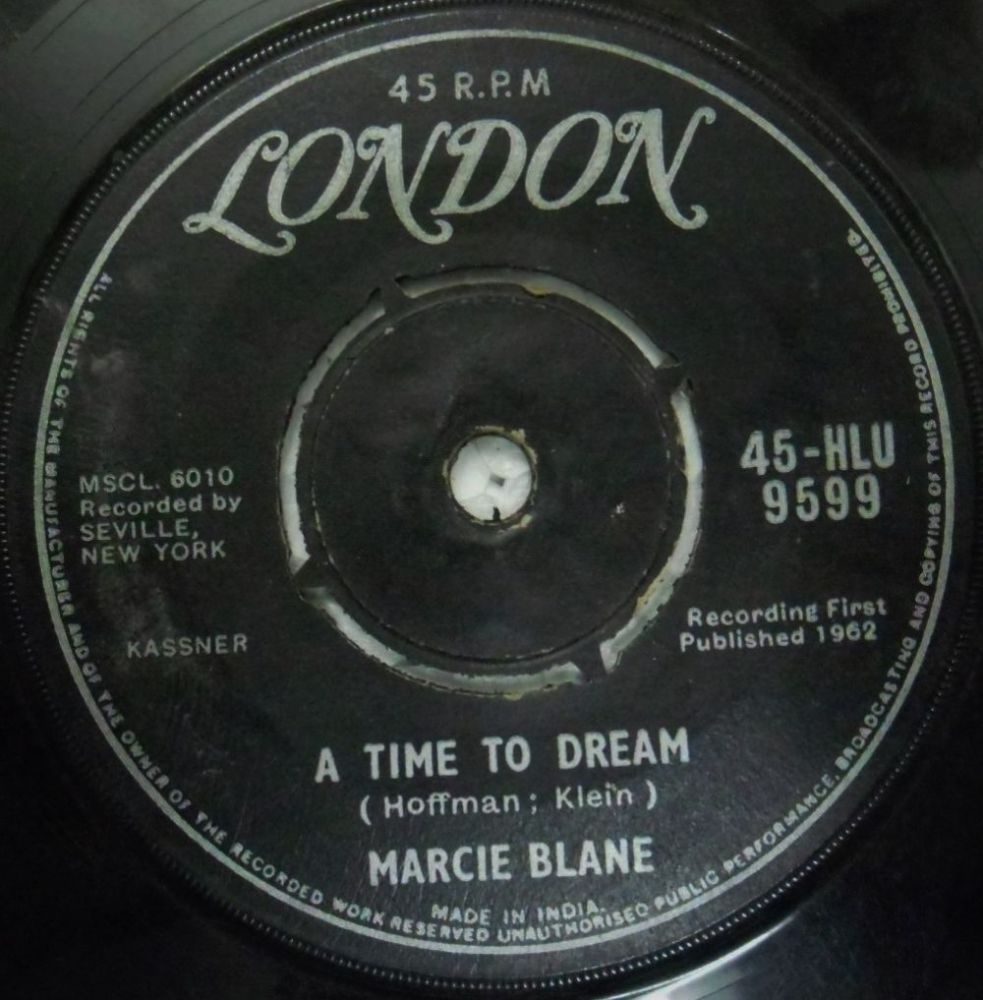 45 R.P.M
LONDON
MSCL. 6010
Recorded by
SEVILLE,
NEW YORK
KASSNER
45-HLU
9599
Recording First
Published 1962
A TIME TO DREAM
( Hoffman ; Klein )
MARCIE BLANE
MADE IN INDIA.
ALL RIGHTS OF THE MANUFACTURER AND OF THE OWNER OF THE RECORDED WORK RESERVED UNAUTHORISED PUBLIC PERFORMANCE, BROADCASTING AND COPYING OF THIS RECORD PROHIBITED.